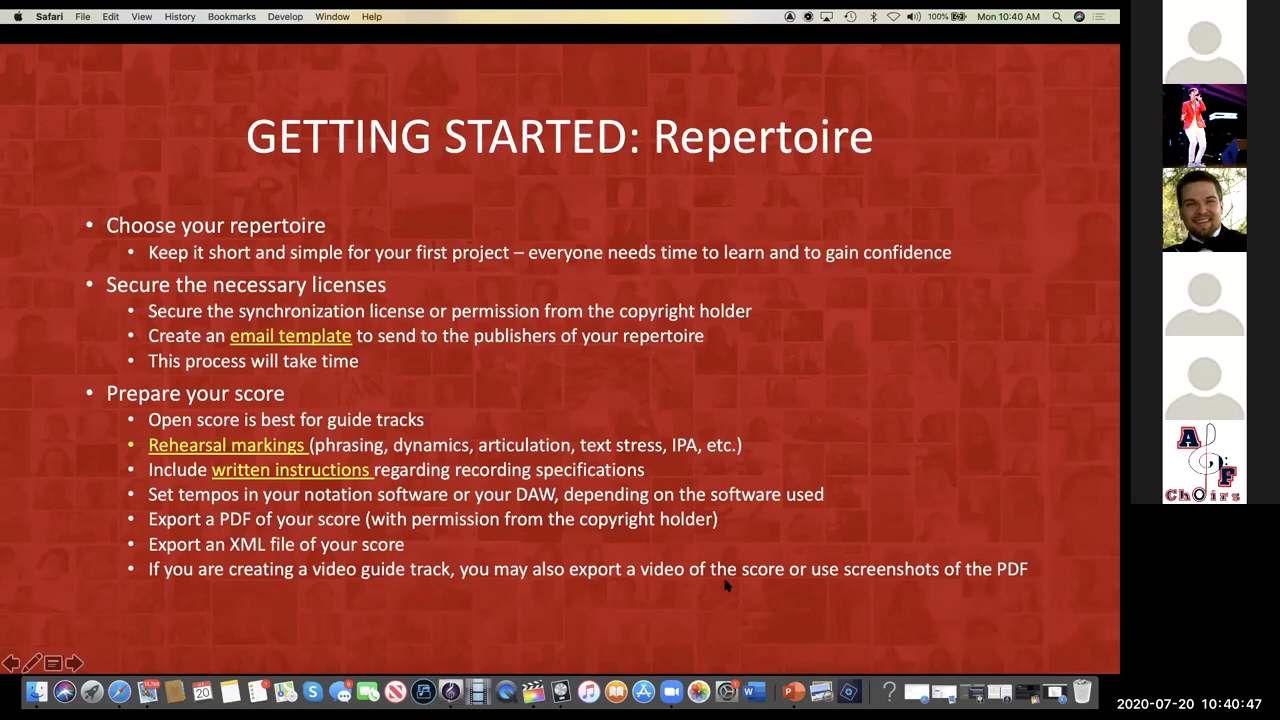 Safari File Edit View History Bookmarks Develop Window Help 100% Mon 10:40 AM
GETTING STARTED: Repertoire
• Choose your repertoire
• Keep it short and simple for your first project – everyone needs time to learn and to gain confidence
• Secure the necessary licenses
• Secure the synchronization license or permission from the copyright holder
• Create an email template to send to the publishers of your repertoire
• This process will take time
• Prepare your score
• Open score is best for guide tracks
• Rehearsal markings (phrasing, dynamics, articulation, text stress, IPA, etc.)
• Include written instructions regarding recording specifications
• Set tempos in your notation software or your DAW, depending on the software used
• Export a PDF of your score (with permission from the copyright holder)
• Export an XML file of your score
• If you are creating a video guide track, you may also export a video of the score or use screenshots of the PDF
A F
Choirs
20
W
2020-07-20 10:40:47